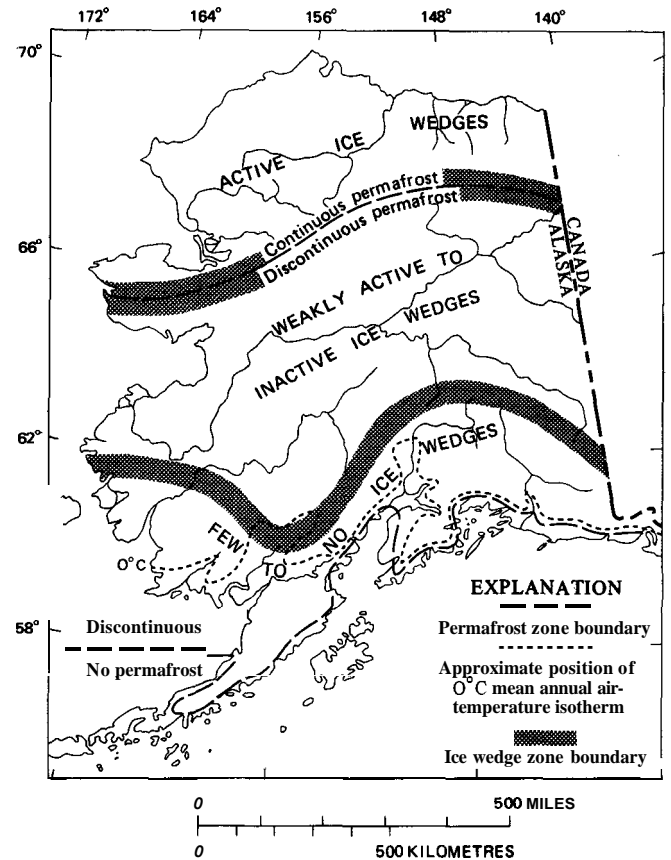 172° 164° 156° 148° 140°
70°
66°
62°
58°
ACTIVE ICE WEDGES
Continuous permafrost
Discontinuous permafrost
CANADA
ALASKA
WEAKLY ACTIVE TO
INACTIVE ICE WEDGES
FEW TO NO ICE WEDGES
0°C
Discontinuous
No permafrost
EXPLANATION
Permafrost zone boundary
Approximate position of
0°C mean annual air-
temperature isotherm
Ice wedge zone boundary
0 500 MILES
0 500 KILOMETRES